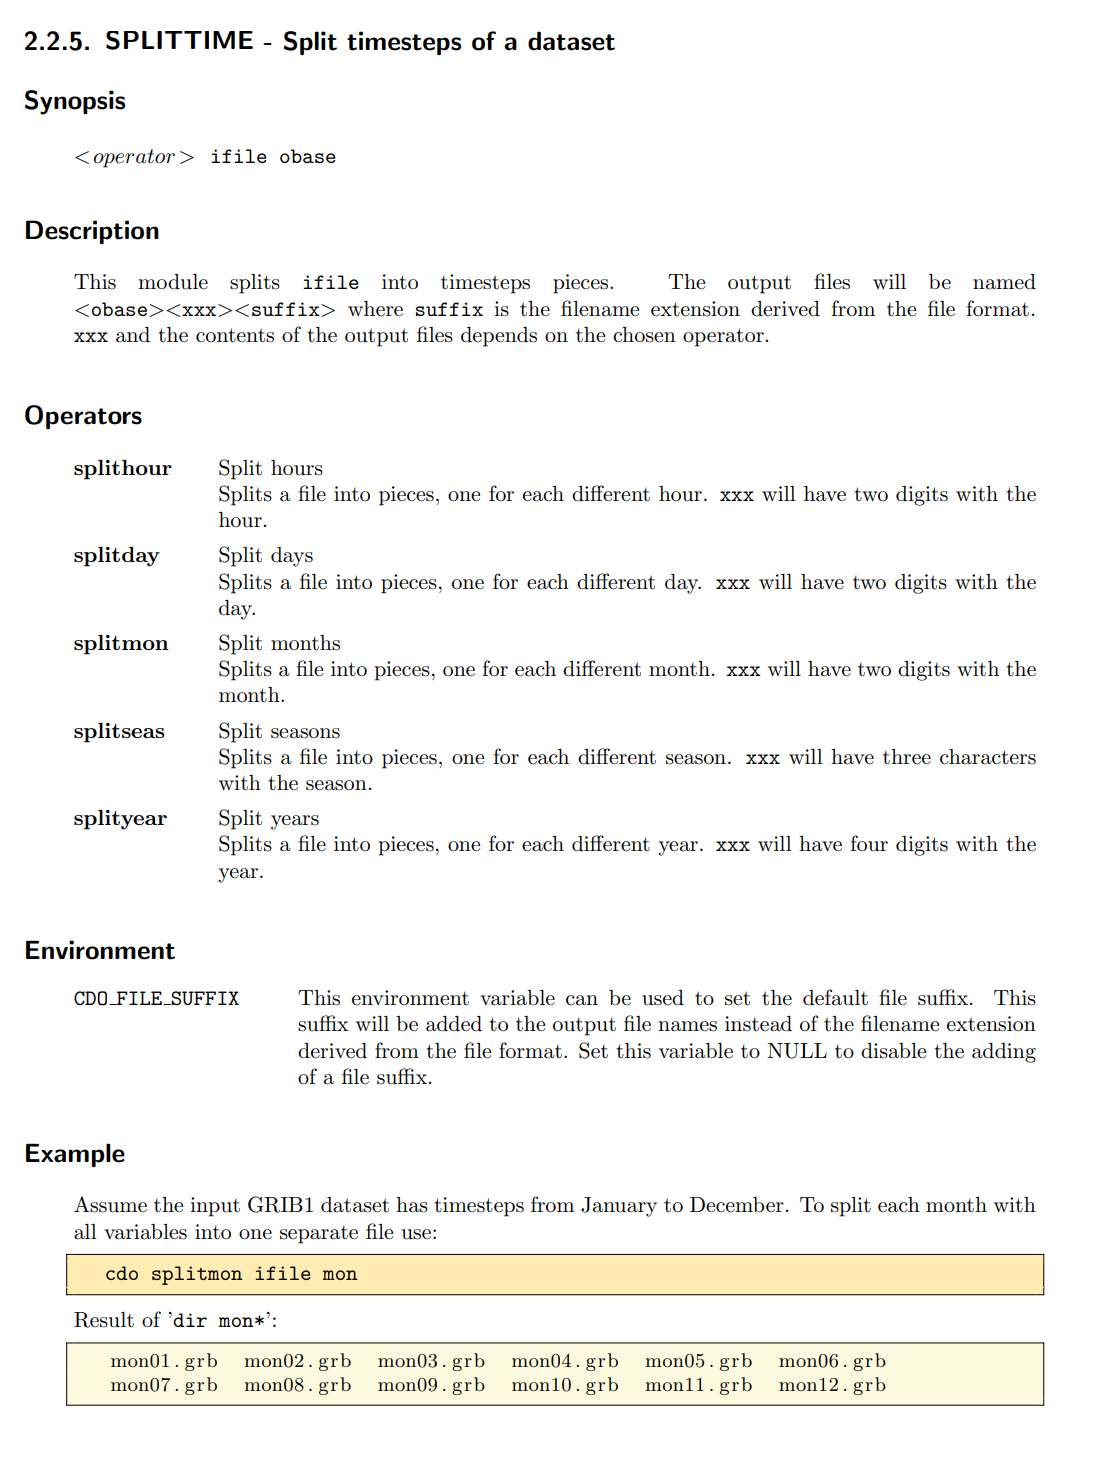 2.2.5. SPLITTIME - Split timesteps of a dataset
Synopsis
<operator> ifile obase
Description
This module splits ifile into timesteps pieces. The output files will be named
<obase><xxx><suffix> where suffix is the filename extension derived from the file format.
xxx and the contents of the output files depends on the chosen operator.
Operators
splithour Split hours
Splits a file into pieces, one for each different hour. xxx will have two digits with the
hour.
splitday Split days
Splits a file into pieces, one for each different day. xxx will have two digits with the
day.
splitmon Split months
Splits a file into pieces, one for each different month. xxx will have two digits with the
month.
splitseas Split seasons
Splits a file into pieces, one for each different season. xxx will have three characters
with the season.
splityear Split years
Splits a file into pieces, one for each different year. xxx will have four digits with the
year.
Environment
CDO_FILE_SUFFIX This environment variable can be used to set the default file suffix. This
suffix will be added to the output file names instead of the filename extension
derived from the file format. Set this variable to NULL to disable the adding
of a file suffix.
Example
Assume the input GRIB1 dataset has timesteps from January to December. To split each month with
all variables into one separate file use:
cdo splitmon ifile mon
Result of 'dir mon*':
mon01.grb mon02.grb mon03.grb mon04.grb mon05.grb mon06.grb
mon07.grb mon08.grb mon09.grb mon10.grb mon11.grb mon12.grb